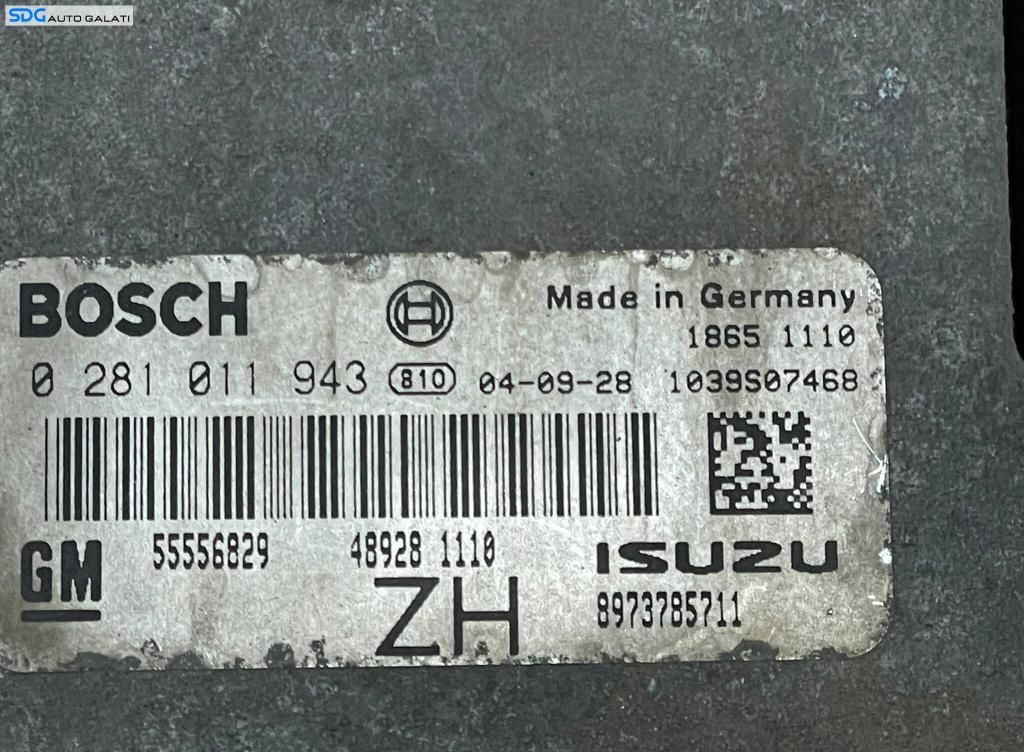 SDG AUTO GALATI
BOSCH
Made in Germany
1865 1110
0 281 011 943 810 04-09-28 1039S07468
GM 55556829 48928 1110 ISUZU
ZH 8973785711